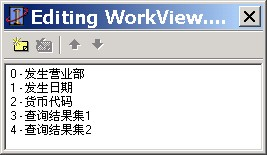 Editing WorkView....
0 - 发生营业部
1 - 发生日期
2 - 货币代码
3 - 查询结果集1
4 - 查询结果集2